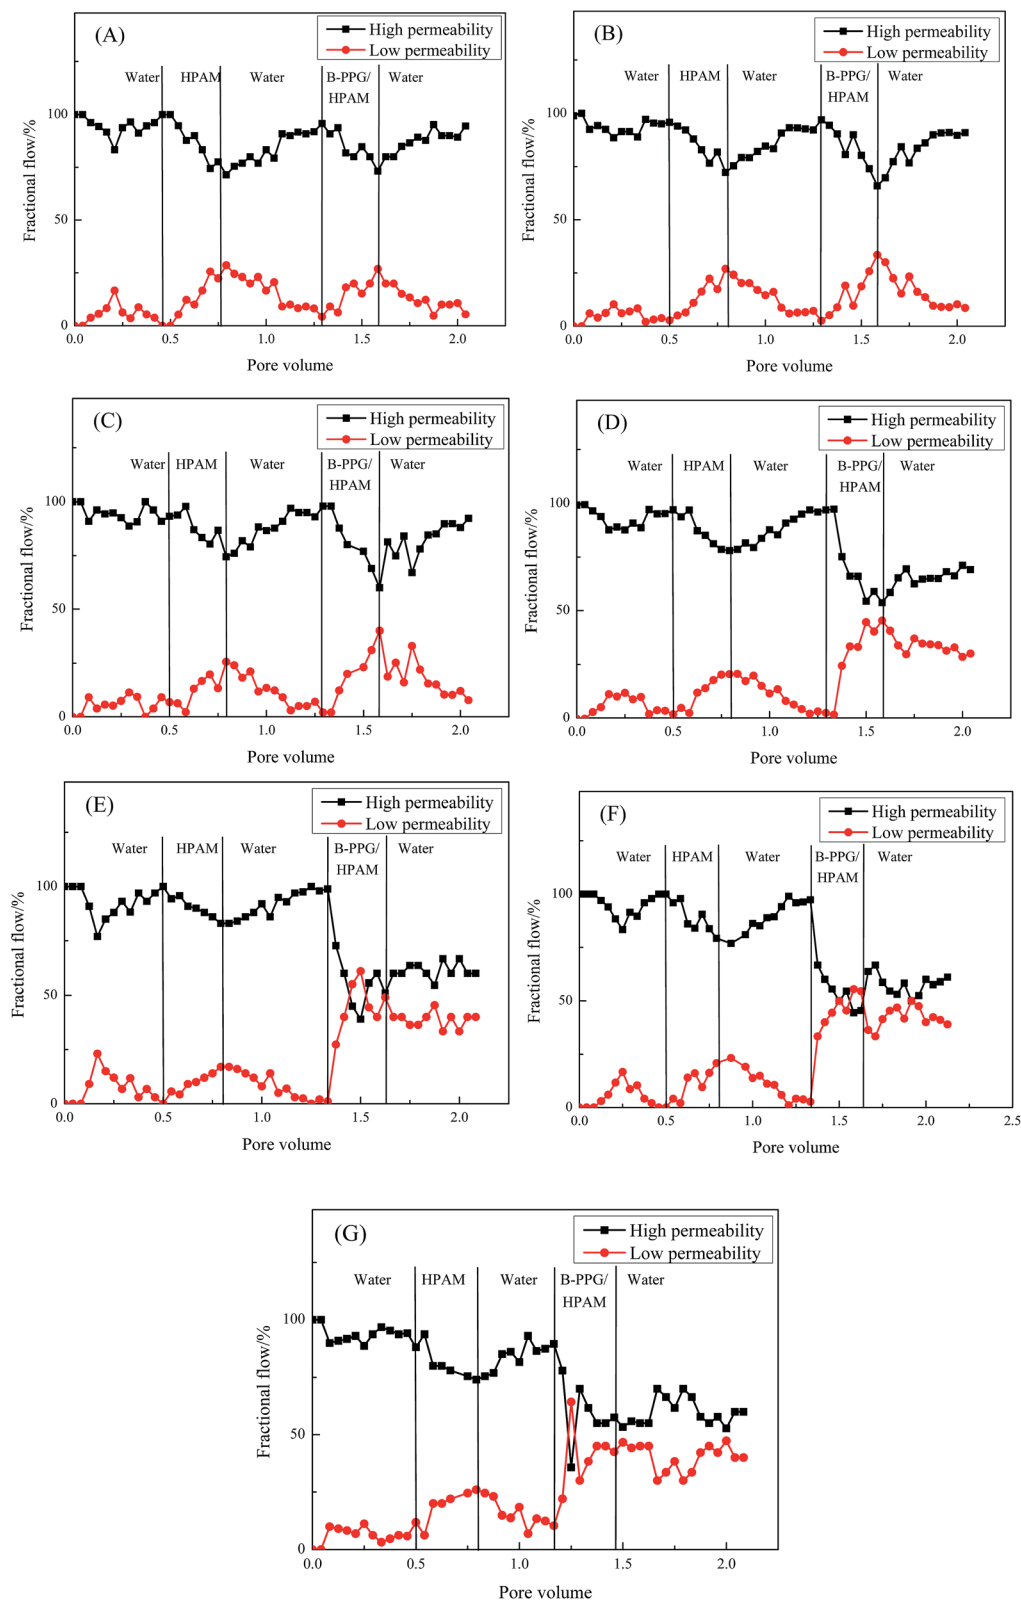 (A)
High permeability
Low permeability
Water HPAM Water B-PPG/ Water
HPAM
100
50
0
Fractional flow/%
0.0 0.5 1.0 1.5 2.0
Pore volume
(B)
High permeability
Low permeability
Water HPAM Water B-PPG/ Water
HPAM
100
50
0
Fractional flow/%
0.0 0.5 1.0 1.5 2.0
Pore volume
(C)
High permeability
Low permeability
Water HPAM Water B-PPG/ Water
HPAM
100
50
0
Fractional flow/%
0.0 0.5 1.0 1.5 2.0
Pore volume
(D)
High permeability
Low permeability
Water HPAM Water B-PPG/ Water
HPAM
100
50
0
Fractional flow/%
0.0 0.5 1.0 1.5 2.0
Pore volume
(E)
High permeability
Low permeability
Water HPAM Water B-PPG/ Water
HPAM
100
50
0
Fractional flow/%
0.0 0.5 1.0 1.5 2.0
Pore volume
(F)
High permeability
Low permeability
Water HPAM Water B-PPG/ Water
HPAM
100
50
0
Fractional flow/%
0.0 0.5 1.0 1.5 2.0 2.5
Pore volume
(G)
High permeability
Low permeability
Water HPAM Water B-PPG/ Water
HPAM
100
50
0
Fractional flow/%
0.0 0.5 1.0 1.5 2.0
Pore volume